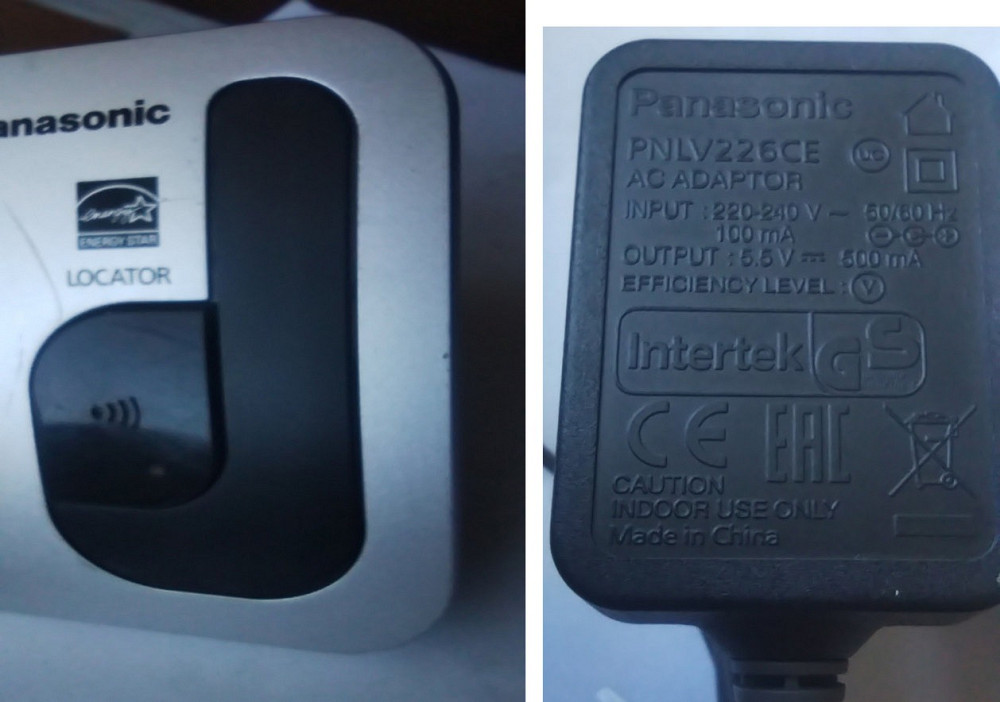 anasonic
ENERGY STAR
LOCATOR
Panasonic
PNLV226CE
AC ADAPTOR
INPUT : 220-240 V ~ 50/60 Hz
100 mA
OUTPUT : 5.5 V ⎓ 500 mA
EFFICIENCY LEVEL : V
Intertek GS
CE EAC
CAUTION
INDOOR USE ONLY
Made in China